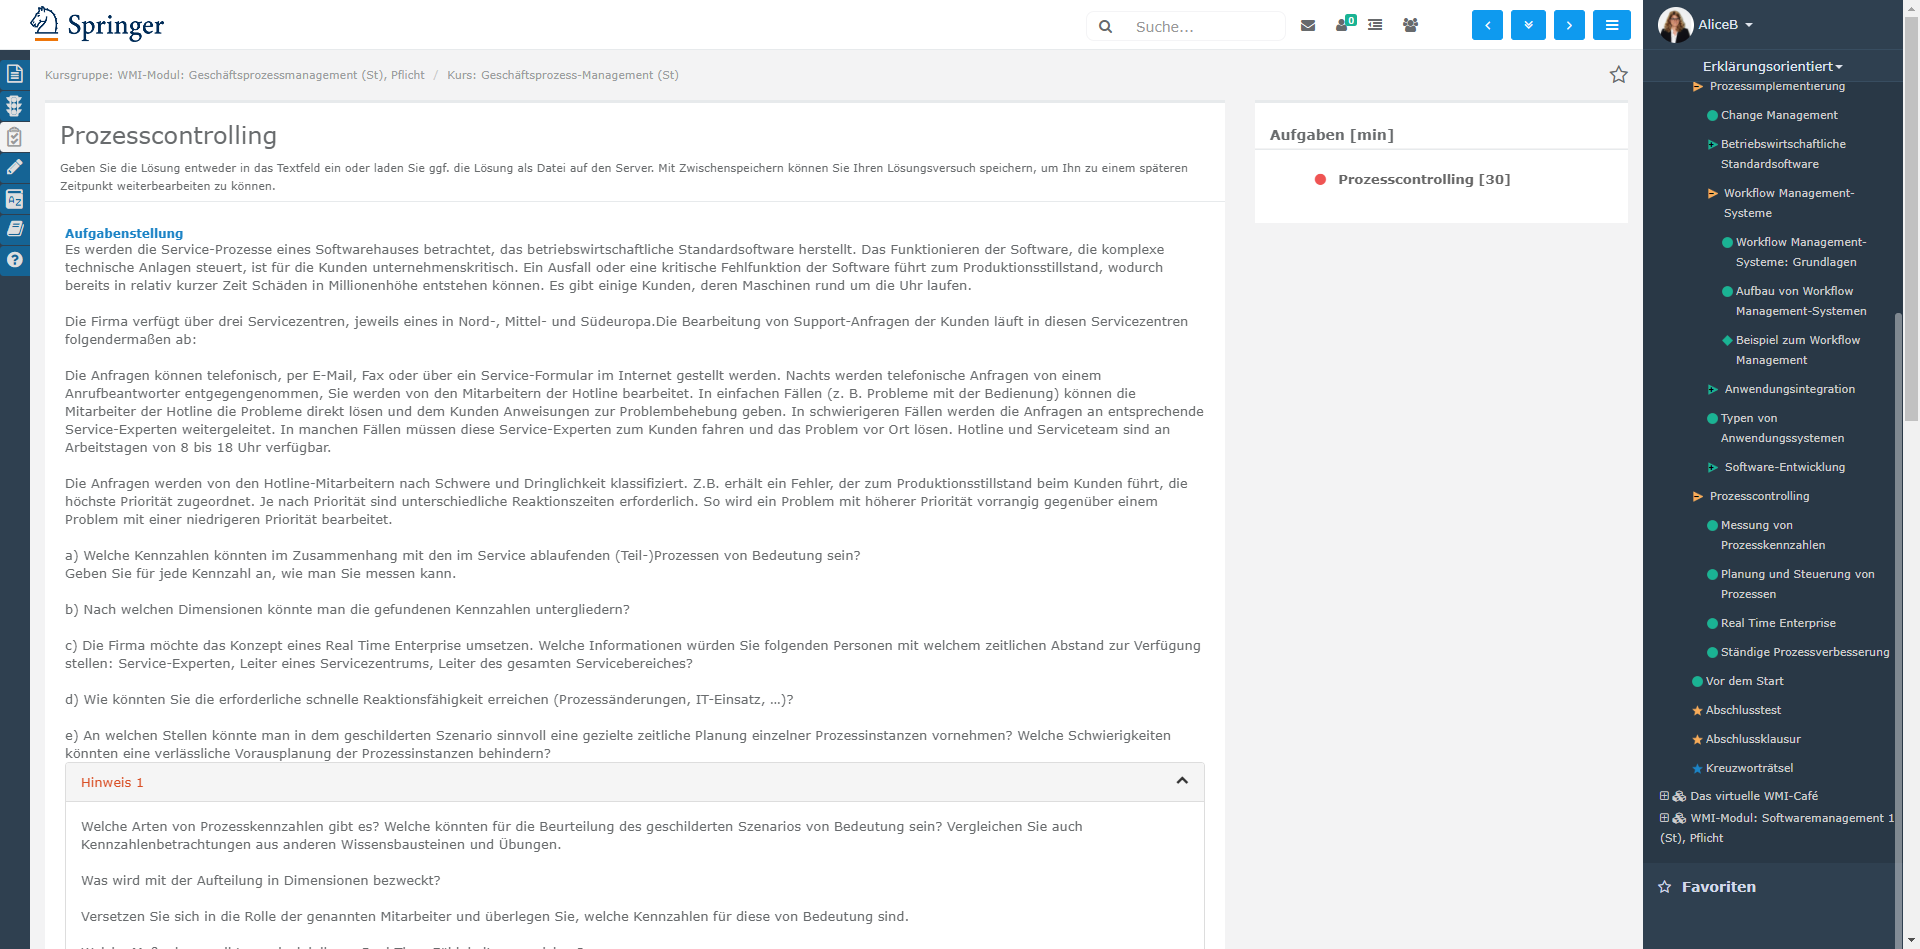 Springer
Suche...
0
AliceB
Erklärungsorientiert
Kursgruppe: WMI-Modul: Geschäftsprozessmanagement (St), Pflicht / Kurs: Geschäftsprozess-Management (St)
Prozesscontrolling
Geben Sie die Lösung entweder in das Textfeld ein oder laden Sie ggf. die Lösung als Datei auf den Server. Mit Zwischenspeichern können Sie Ihren Lösungsversuch speichern, um Ihn zu einem späteren
Zeitpunkt weiterbearbeiten zu können.
Aufgabenstellung
Es werden die Service-Prozesse eines Softwarehauses betrachtet, das betriebswirtschaftliche Standardsoftware herstellt. Das Funktionieren der Software, die komplexe
technische Anlagen steuert, ist für die Kunden unternehmenskritisch. Ein Ausfall oder eine kritische Fehlfunktion der Software führt zum Produktionsstillstand, wodurch
bereits in relativ kurzer Zeit Schäden in Millionenhöhe entstehen können. Es gibt einige Kunden, deren Maschinen rund um die Uhr laufen.
Die Firma verfügt über drei Servicezentren, jeweils eines in Nord-, Mittel- und Südeuropa.Die Bearbeitung von Support-Anfragen der Kunden läuft in diesen Servicezentren
folgendermaßen ab:
Die Anfragen können telefonisch, per E-Mail, Fax oder über ein Service-Formular im Internet gestellt werden. Nachts werden telefonische Anfragen von einem
Anrufbeantworter entgegengenommen, Sie werden von den Mitarbeitern der Hotline bearbeitet. In einfachen Fällen (z. B. Probleme mit der Bedienung) können die
Mitarbeiter der Hotline die Probleme direkt lösen und dem Kunden Anweisungen zur Problembehebung geben. In schwierigeren Fällen werden die Anfragen an entsprechende
Service-Experten weitergeleitet. In manchen Fällen müssen diese Service-Experten zum Kunden fahren und das Problem vor Ort lösen. Hotline und Serviceteam sind an
Arbeitstagen von 8 bis 18 Uhr verfügbar.
Die Anfragen werden von den Hotline-Mitarbeitern nach Schwere und Dringlichkeit klassifiziert. Z.B. erhält ein Fehler, der zum Produktionsstillstand beim Kunden führt, die
höchste Priorität zugeordnet. Je nach Priorität sind unterschiedliche Reaktionszeiten erforderlich. So wird ein Problem mit höherer Priorität vorrangig gegenüber einem
Problem mit einer niedrigeren Priorität bearbeitet.
a) Welche Kennzahlen könnten im Zusammenhang mit den im Service ablaufenden (Teil-)Prozessen von Bedeutung sein?
Geben Sie für jede Kennzahl an, wie man Sie messen kann.
b) Nach welchen Dimensionen könnte man die gefundenen Kennzahlen untergliedern?
c) Die Firma möchte das Konzept eines Real Time Enterprise umsetzen. Welche Informationen würden Sie folgenden Personen mit welchem zeitlichen Abstand zur Verfügung
stellen: Service-Experten, Leiter eines Servicezentrums, Leiter des gesamten Servicebereiches?
d) Wie könnten Sie die erforderliche schnelle Reaktionsfähigkeit erreichen (Prozessänderungen, IT-Einsatz, ...)?
e) An welchen Stellen könnte man in dem geschilderten Szenario sinnvoll eine gezielte zeitliche Planung einzelner Prozessinstanzen vornehmen? Welche Schwierigkeiten
könnten eine verlässliche Vorausplanung der Prozessinstanzen behindern?
Hinweis 1
Welche Arten von Prozesskennzahlen gibt es? Welche könnten für die Beurteilung des geschilderten Szenarios von Bedeutung sein? Vergleichen Sie auch
Kennzahlenbetrachtungen aus anderen Wissensbausteinen und Übungen.
Was wird mit der Aufteilung in Dimensionen bezweckt?
Versetzen Sie sich in die Rolle der genannten Mitarbeiter und überlegen Sie, welche Kennzahlen für diese von Bedeutung sind.
Aufgaben [min]
Prozesscontrolling [30]
Prozessimplementierung
Change Management
Betriebswirtschaftliche
Standardsoftware
Workflow Management-
Systeme
Workflow Management-
Systeme: Grundlagen
Aufbau von Workflow
Management-Systemen
Beispiel zum Workflow
Management
Anwendungsintegration
Typen von
Anwendungssystemen
Software-Entwicklung
Prozesscontrolling
Messung von
Prozesskennzahlen
Planung und Steuerung von
Prozessen
Real Time Enterprise
Ständige Prozessverbesserung
Vor dem Start
Abschlusstest
Abschlussklausur
Kreuzworträtsel
Das virtuelle WMI-Café
WMI-Modul: Softwaremanagement 1
(St), Pflicht
Favoriten